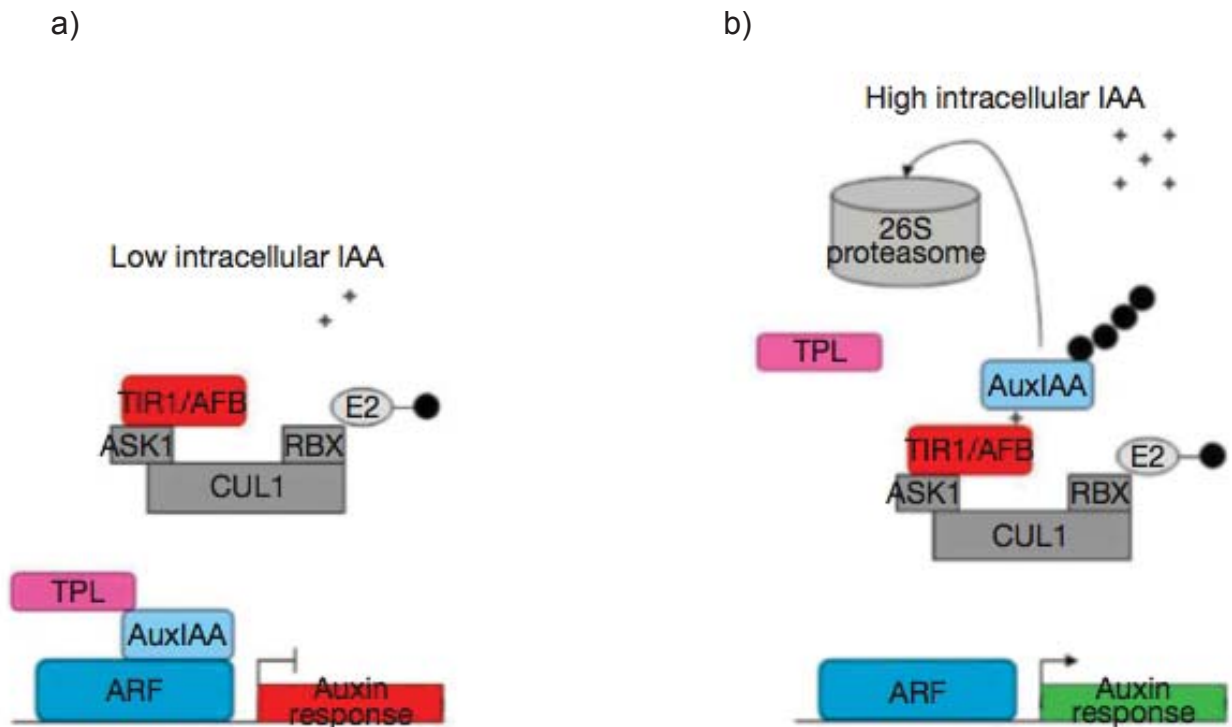 a)
Low intracellular IAA
TIR1/AFB
E2
ASK1
RBX
CUL1
TPL
AuxIAA
ARF
Auxin
response
b)
High intracellular IAA
26S
proteasome
TPL
AuxIAA
TIR1/AFB
E2
ASK1
RBX
CUL1
ARF
Auxin
response